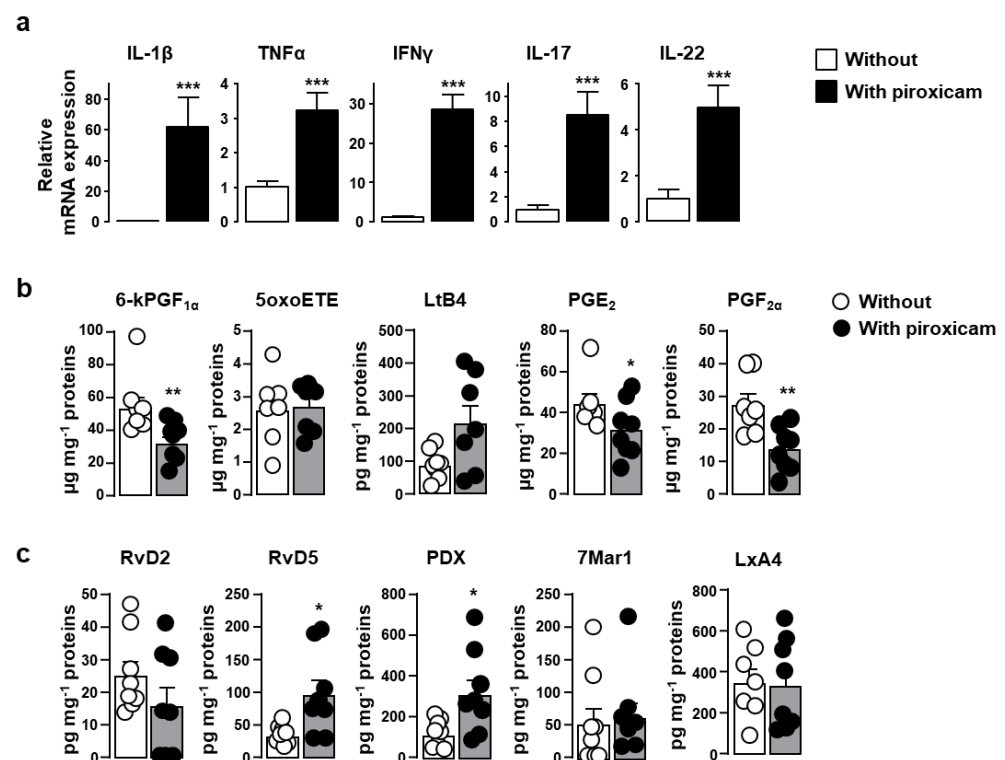 a
IL-1β TNFα IFNγ IL-17 IL-22
Without
With piroxicam
Relative
mRNA expression
80 60 40 20 0
4 3 2 1 0
30 20 10 0
10 8 6 4 2 0
6 4 2 0
*** *** *** *** ***
b
6-kPGF1α 5oxoETE LtB4 PGE2 PGF2α
Without
With piroxicam
µg mg-1 proteins
100 80 60 40 20 0
**
µg mg-1 proteins
5 4 3 2 1 0
pg mg-1 proteins
500 400 300 200 100 0
µg mg-1 proteins
80 60 40 20 0
*
µg mg-1 proteins
50 40 30 20 10 0
**
c
RvD2 RvD5 PDX 7Mar1 LxA4
pg mg-1 proteins
50 40 30 20 10 0
pg mg-1 proteins
250 200 150 100 50 0
*
pg mg-1 proteins
800 600 400 200 0
*
pg mg-1 proteins
250 200 150 100 50 0
pg mg-1 proteins
800 600 400 200 0